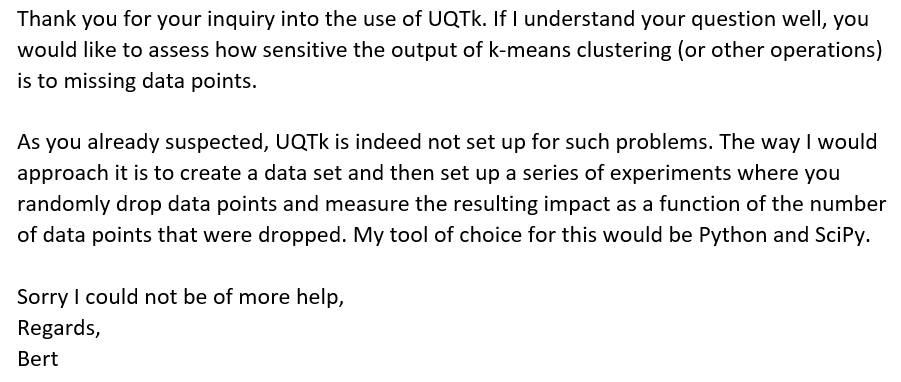 Thank you for your inquiry into the use of UQTk. If I understand your question well, you
would like to assess how sensitive the output of k-means clustering (or other operations)
is to missing data points.
As you already suspected, UQTk is indeed not set up for such problems. The way I would
approach it is to create a data set and then set up a series of experiments where you
randomly drop data points and measure the resulting impact as a function of the number
of data points that were dropped. My tool of choice for this would be Python and SciPy.
Sorry I could not be of more help,
Regards,
Bert